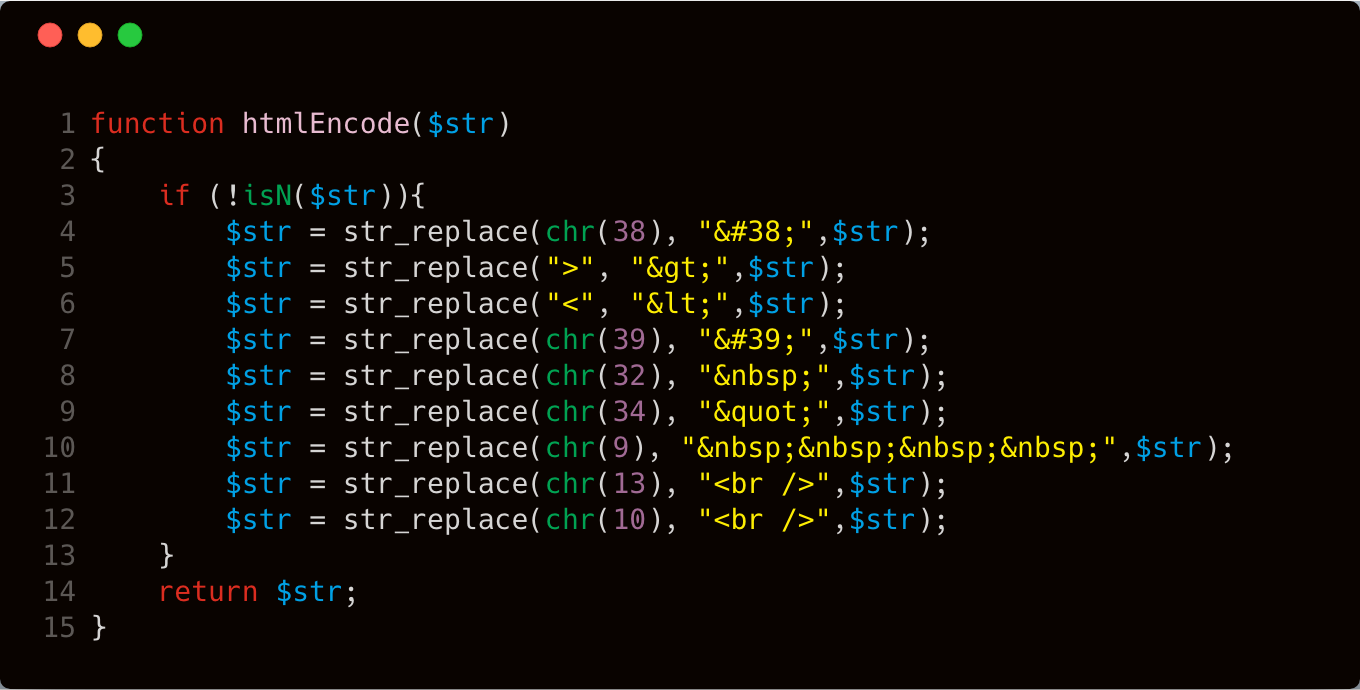 1 function htmlEncode($str)
2 {
3     if (!isN($str)){
4         $str = str_replace(chr(38), "&#38;",$str);
5         $str = str_replace(">", "&gt;",$str);
6         $str = str_replace("<", "&lt;",$str);
7         $str = str_replace(chr(39), "&#39;",$str);
8         $str = str_replace(chr(32), "&nbsp;",$str);
9         $str = str_replace(chr(34), "&quot;",$str);
10         $str = str_replace(chr(9), "&nbsp;&nbsp;&nbsp;&nbsp;",$str);
11         $str = str_replace(chr(13), "<br />",$str);
12         $str = str_replace(chr(10), "<br />",$str);
13     }
14     return $str;
15 }